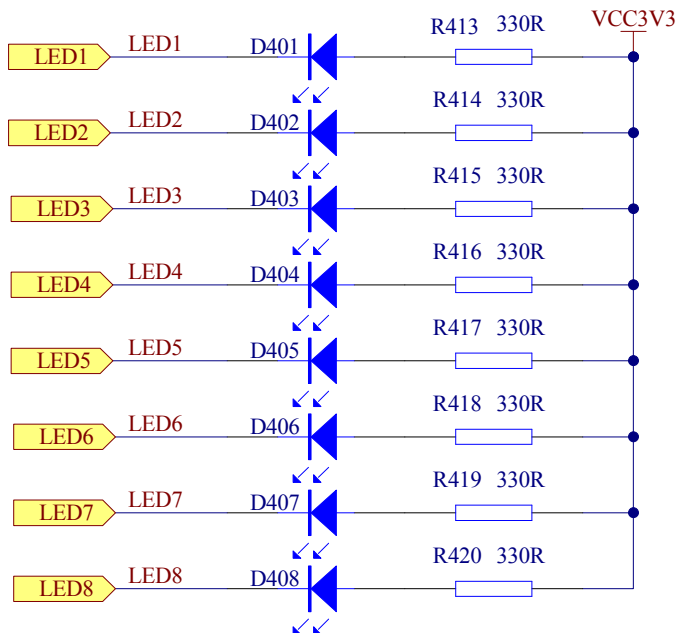 VCC3V3
LED1 LED1 D401 R413 330R
LED2 LED2 D402 R414 330R
LED3 LED3 D403 R415 330R
LED4 LED4 D404 R416 330R
LED5 LED5 D405 R417 330R
LED6 LED6 D406 R418 330R
LED7 LED7 D407 R419 330R
LED8 LED8 D408 R420 330R